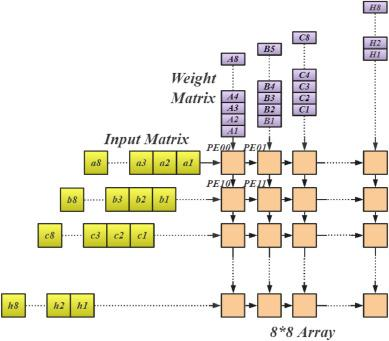 H8
C8
B5
H2
A8
H1
Weight
Matrix
C4
B4
C3
A4
B3
C2
A3
B2
C1
A2
B1
A1
Input Matrix
PE00 PE01
a8 a3 a2 a1
PE10 PE11
b8 b3 b2 b1
c8 c3 c2 c1
h8 h2 h1
8*8 Array